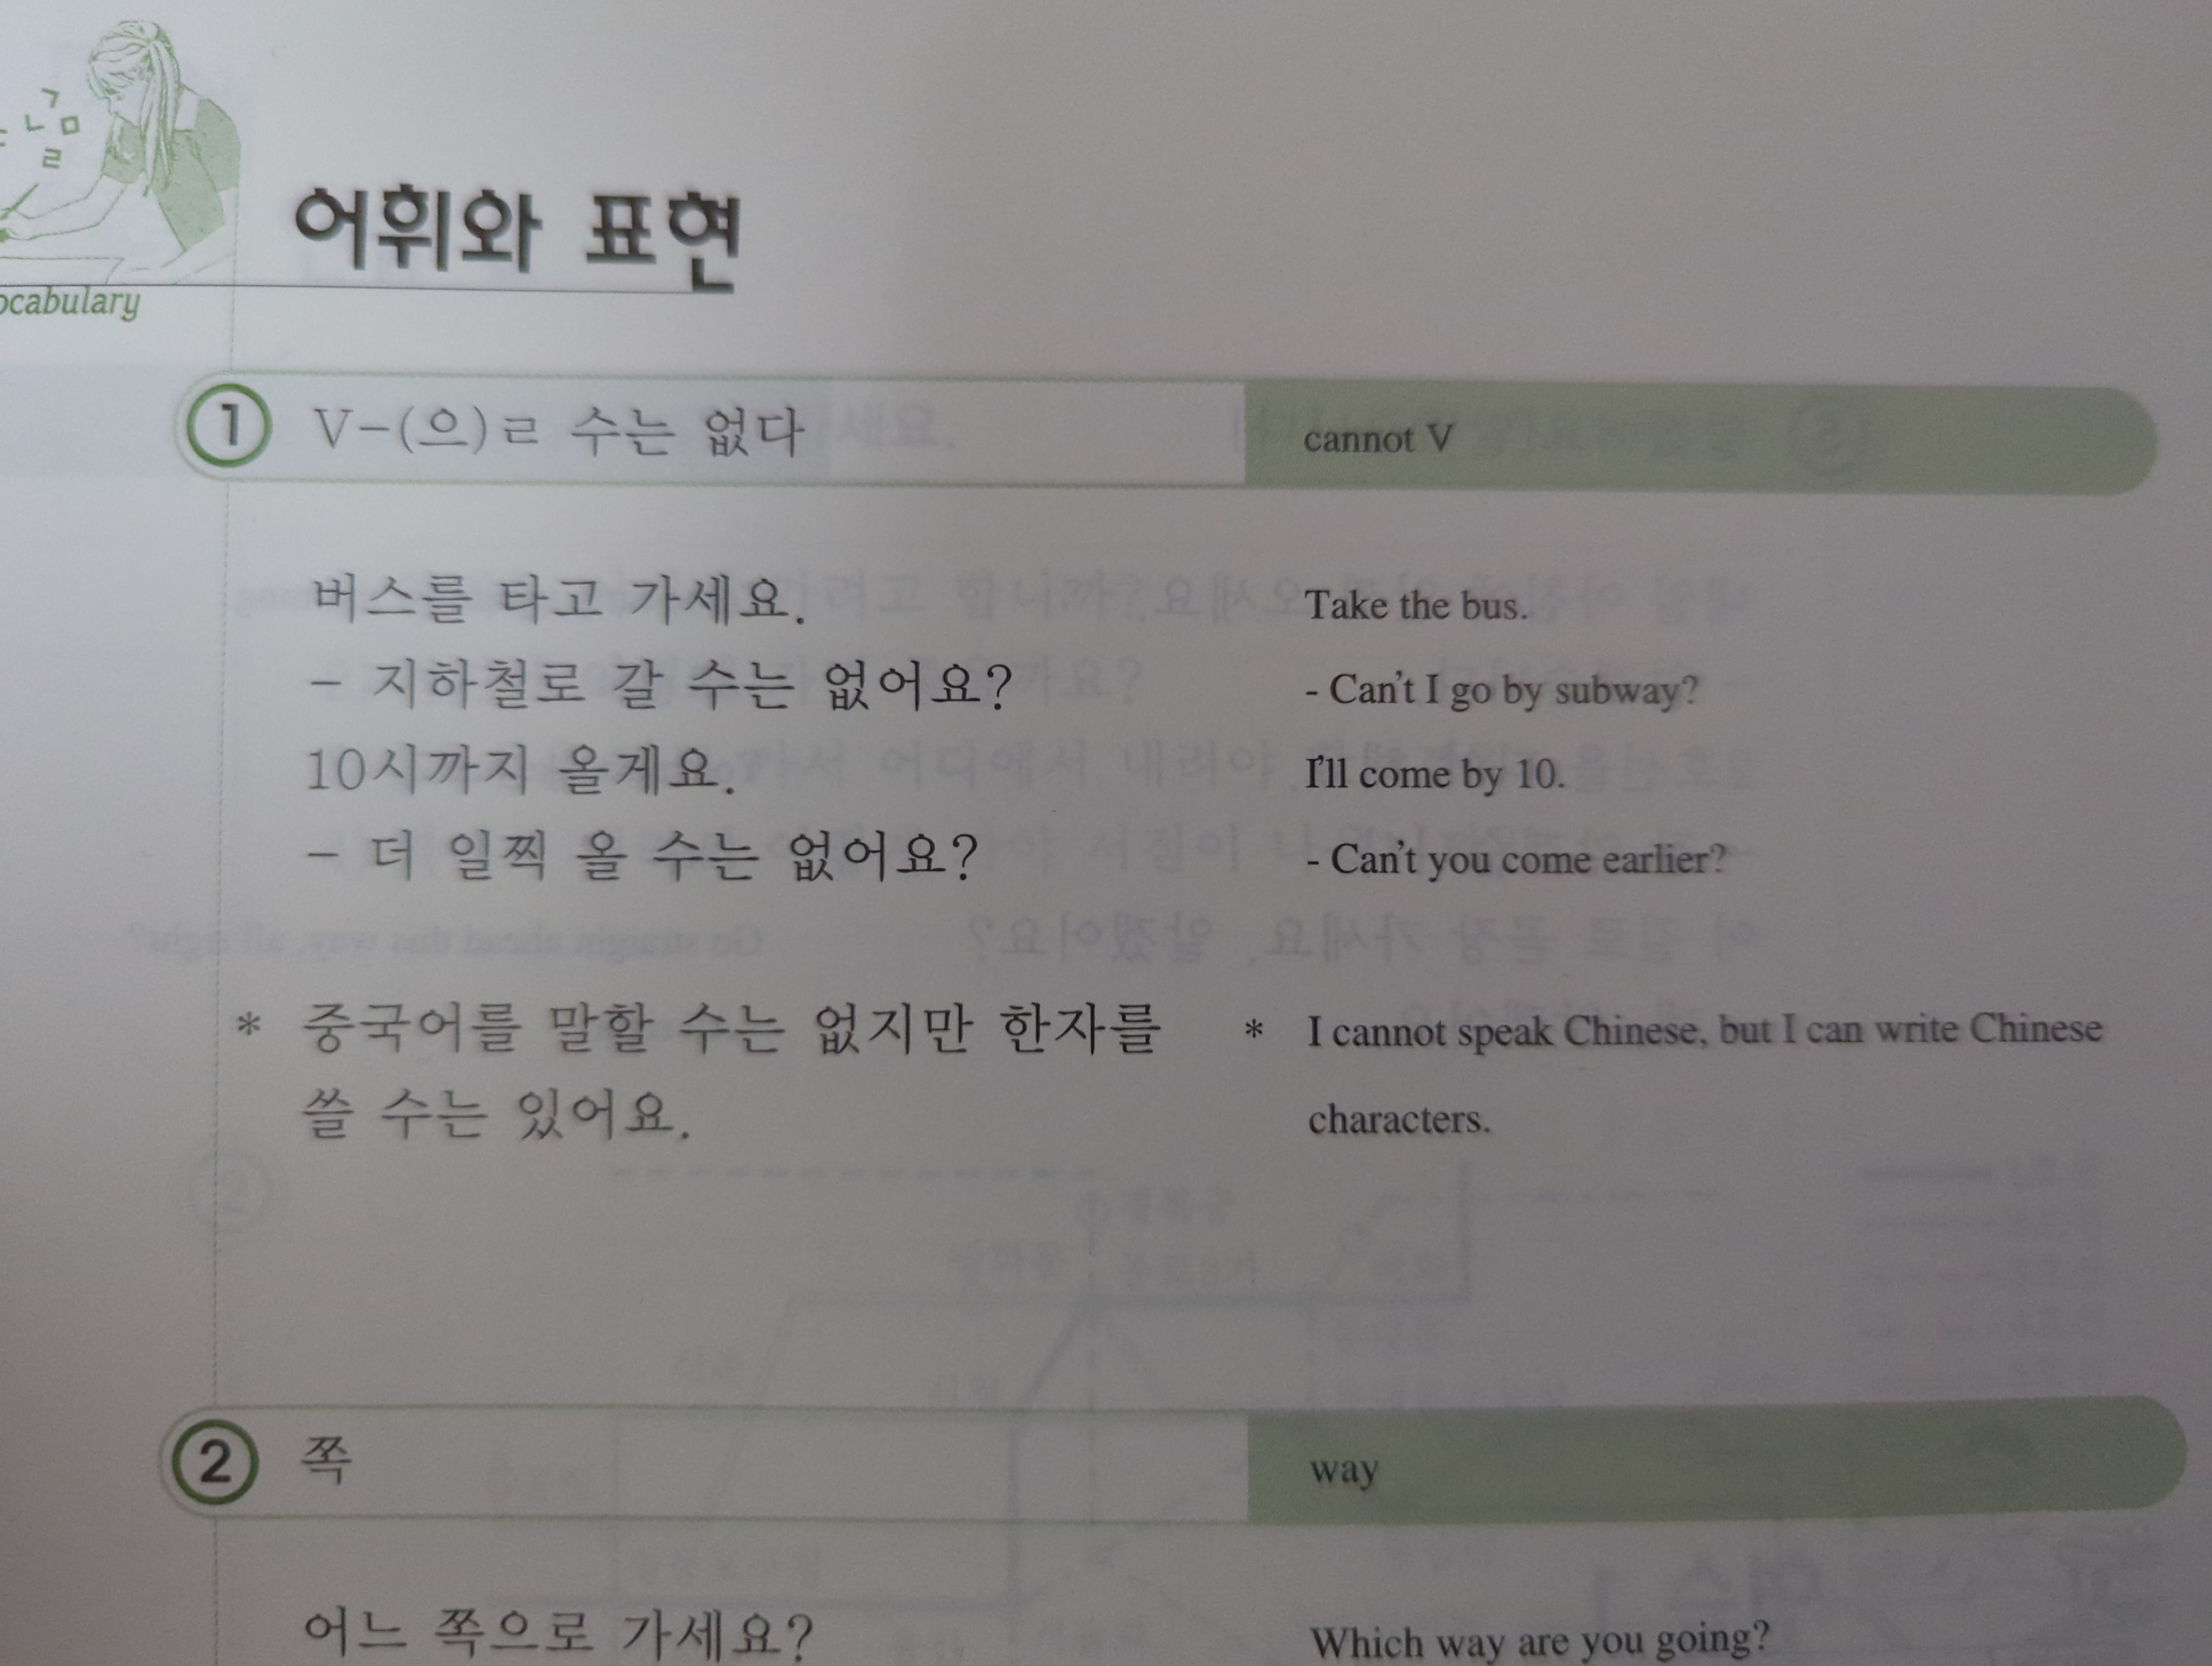 ㄱ
ㄴ ㅁ
ㄹ
어휘와 표현
ocabulary
1 V-(으)ㄹ 수는 없다 cannot V
버스를 타고 가세요. Take the bus.
- 지하철로 갈 수는 없어요? - Can't I go by subway?
10시까지 올게요. I'll come by 10.
- 더 일찍 올 수는 없어요? - Can't you come earlier?
* 중국어를 말할 수는 없지만 한자를 * I cannot speak Chinese, but I can write Chinese
쓸 수는 있어요. characters.
2 쪽 way
어느 쪽으로 가세요? Which way are you going?